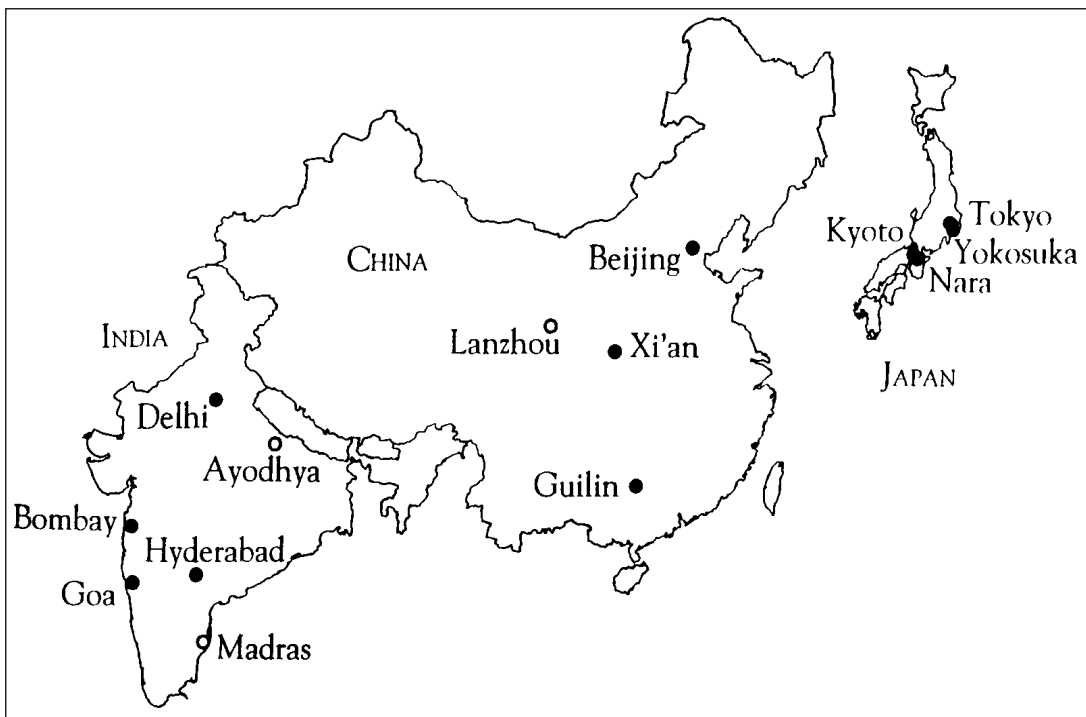 Tokyo
Kyoto
Yokosuka
Beijing
CHINA
Nara
INDIA
Lanzhou
Xi'an
JAPAN
Delhi
Ayodhya
Guilin
Bombay
Hyderabad
Goa
Madras